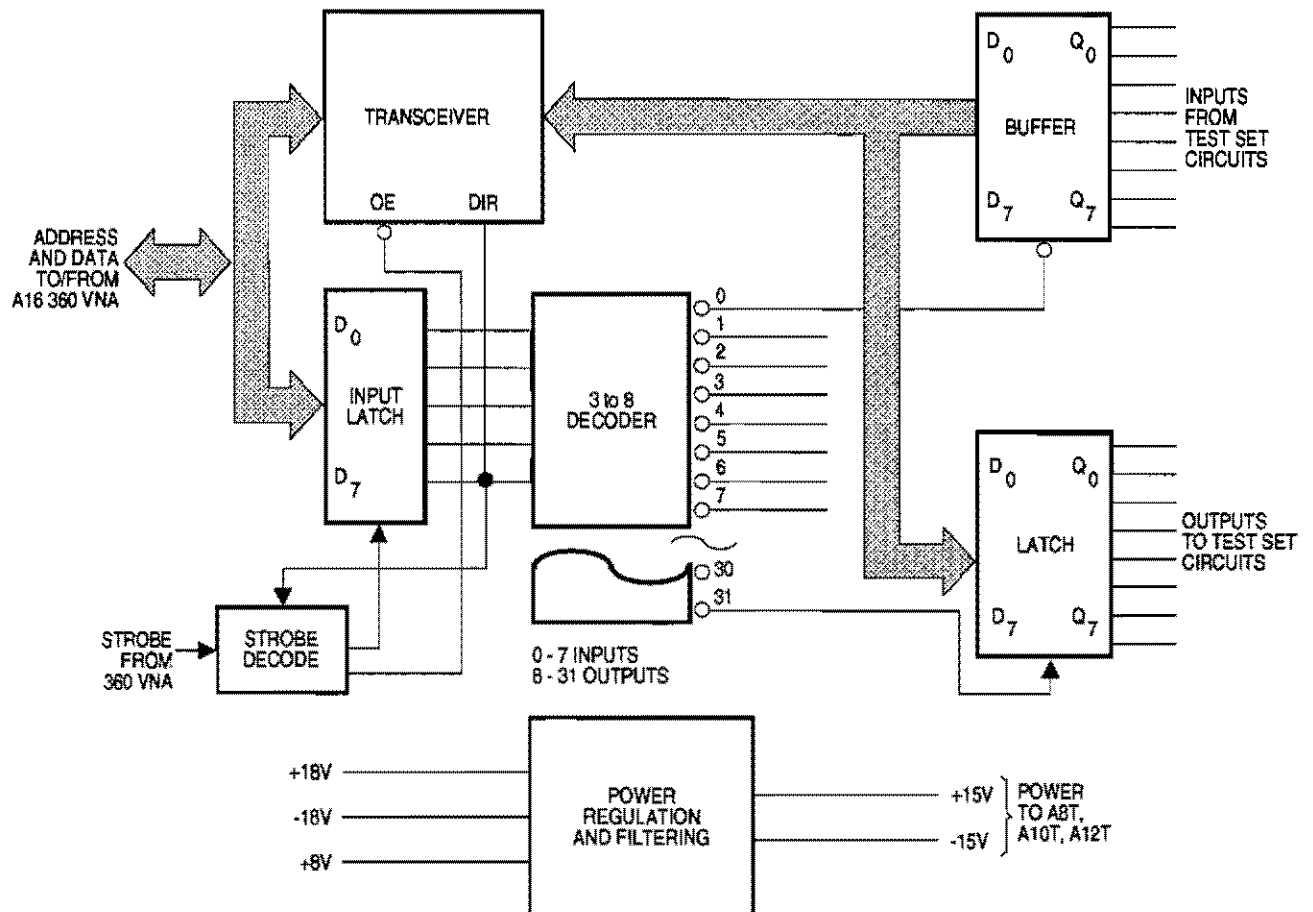 TRANSCEIVER
OE DIR
D0 Q0
BUFFER
D7 Q7
INPUTS
FROM
TEST SET
CIRCUITS
ADDRESS
AND DATA
TO/FROM
A16 360 VNA
D0
INPUT
LATCH
D7
3 to 8
DECODER
0
1
2
3
4
5
6
7
30
31
D0 Q0
LATCH
D7 Q7
OUTPUTS
TO TEST SET
CIRCUITS
STROBE
FROM
360 VNA
STROBE
DECODE
0 - 7 INPUTS
8 - 31 OUTPUTS
+18V
-18V
+8V
POWER
REGULATION
AND FILTERING
+15V
-15V
POWER
TO A8T,
A10T, A12T